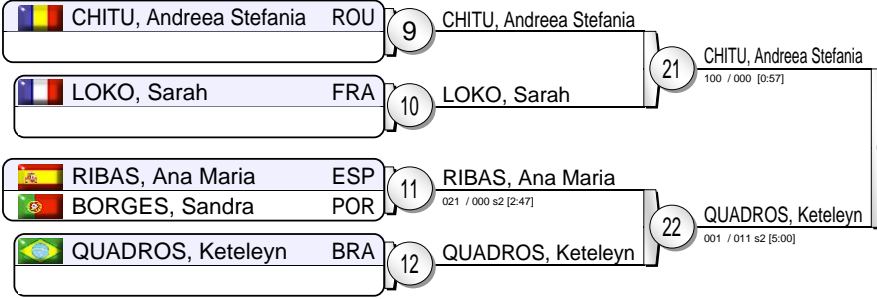 CHITU, Andreea Stefania ROU
9
CHITU, Andreea Stefania
LOKO, Sarah FRA
10
LOKO, Sarah
21
CHITU, Andreea Stefania
100 / 000 [0:57]
RIBAS, Ana Maria ESP
BORGES, Sandra POR
11
RIBAS, Ana Maria
021 / 000 s2 [2:47]
QUADROS, Keteleyn BRA
12
QUADROS, Keteleyn
22
QUADROS, Keteleyn
001 / 011 s2 [5:00]